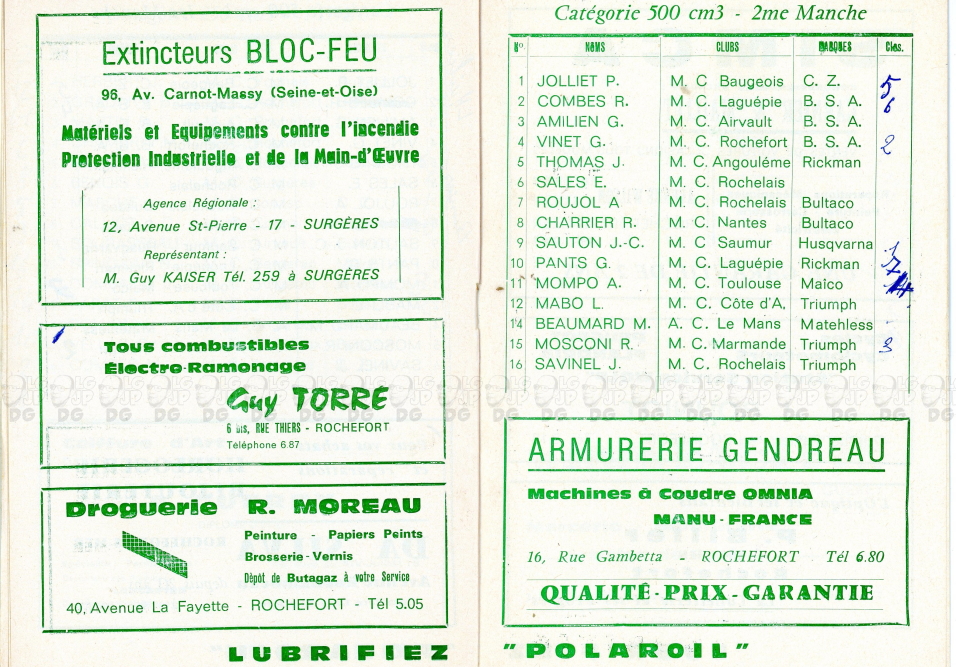 Extincteurs BLOC-FEU
96, Av. Carnot-Massy (Seine-et-Oise)
Matériels et Equipements contre l'incendie
Protection Industrielle et de la Main-d'Œuvre
Agence Régionale :
12, Avenue St-Pierre - 17 - SURGÈRES
Représentant :
M. Guy KAISER Tél. 259 à SURGÈRES
Tous combustibles
Électro-Ramonage
Guy TORRE
6 bis, RUE THIERS - ROCHEFORT
Téléphone 6.87
Droguerie R. MOREAU
Peinture - Papiers Peints
Brosserie-Vernis
Dépôt de Butagaz à votre Service
40, Avenue La Fayette - ROCHEFORT - Tél 5.05
LUBRIFIEZ
Catégorie 500 cm3 - 2me Manche
N° NOMS CLUBS MARQUES Clas.
1 JOLLIET P. M. C Baugeois C. Z. 5
2 COMBES R. M. C. Laguépie B. S. A. 6
3 AMILIEN G. M. C. Airvault B. S. A.
4 VINET G. M. C. Rochefort B. S. A. 2
5 THOMAS J. M. C. Angouléme Rickman
6 SALES E. M. C. Rochelais
7 ROUJOL A M. C. Rochelais Bultaco
8 CHARRIER R. M. C. Nantes Bultaco
9 SAUTON J.-C. M. C Saumur Husqvarna 1
10 PANTS G. M. C. Laguépie Rickman 7
11 MOMPO A. M. C. Toulouse Maïco 4
12 MABO L. M. C. Côte d'A. Triumph
14 BEAUMARD M. A. C. Le Mans Matehless
15 MOSCONI R. M. C. Marmande Triumph 3
16 SAVINEL J. M. C. Rochelais Triumph
ARMURERIE GENDREAU
Machines à Coudre OMNIA
MANU-FRANCE
16, Rue Gambetta - ROCHEFORT - Tél 6.80
QUALITÉ-PRIX-GARANTIE
"POLAROIL"